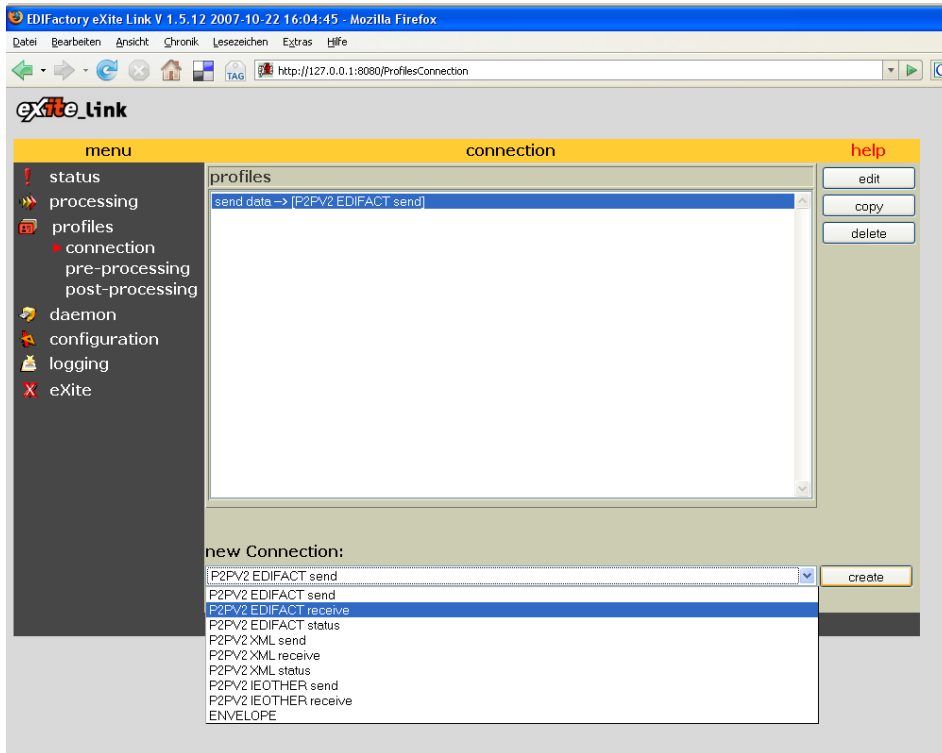 EDIFactory eXite Link V 1.5.12 2007-10-22 16:04:45 - Mozilla Firefox
Datei Bearbeiten Ansicht Chronik Lesezeichen Extras Hilfe
TAG http://127.0.0.1:8080/ProfilesConnection
eXite_Link
menu connection help
status
processing
profiles
connection
pre-processing
post-processing
daemon
configuration
logging
eXite
profiles
send data --> [P2PV2 EDIFACT send]
edit
copy
delete
new Connection:
P2PV2 EDIFACT send create
P2PV2 EDIFACT send
P2PV2 EDIFACT receive
P2PV2 EDIFACT status
P2PV2 XML send
P2PV2 XML receive
P2PV2 XML status
P2PV2 IEOTHER send
P2PV2 IEOTHER receive
ENVELOPE